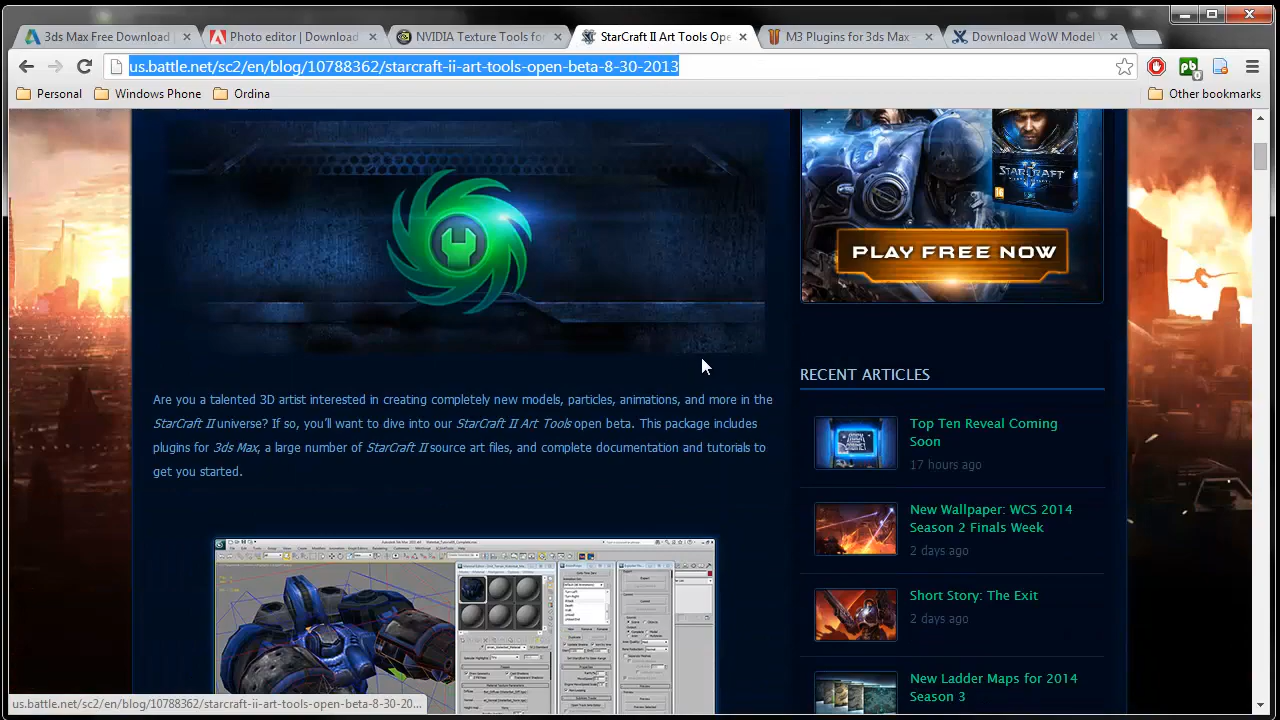 3ds Max Free Download |
Photo editor | Download
NVIDIA Texture Tools for
StarCraft II Art Tools Ope
M3 Plugins for 3ds Max -
Download WoW Model V
us.battle.net/sc2/en/blog/10788362/starcraft-ii-art-tools-open-beta-8-30-2013
Personal
Windows Phone
Ordina
Other bookmarks
STARCRAFT
PLAY FREE NOW
Are you a talented 3D artist interested in creating completely new models, particles, animations, and more in the
StarCraft II universe? If so, you'll want to dive into our StarCraft II Art Tools open beta. This package includes
plugins for 3ds Max, a large number of StarCraft II source art files, and complete documentation and tutorials to
get you started.
RECENT ARTICLES
Top Ten Reveal Coming
Soon
17 hours ago
New Wallpaper: WCS 2014
Season 2 Finals Week
2 days ago
Short Story: The Exit
2 days ago
New Ladder Maps for 2014
Season 3
us.battle.net/sc2/en/blog/10788362/starcraft-ii-art-tools-open-beta-8-30-20...